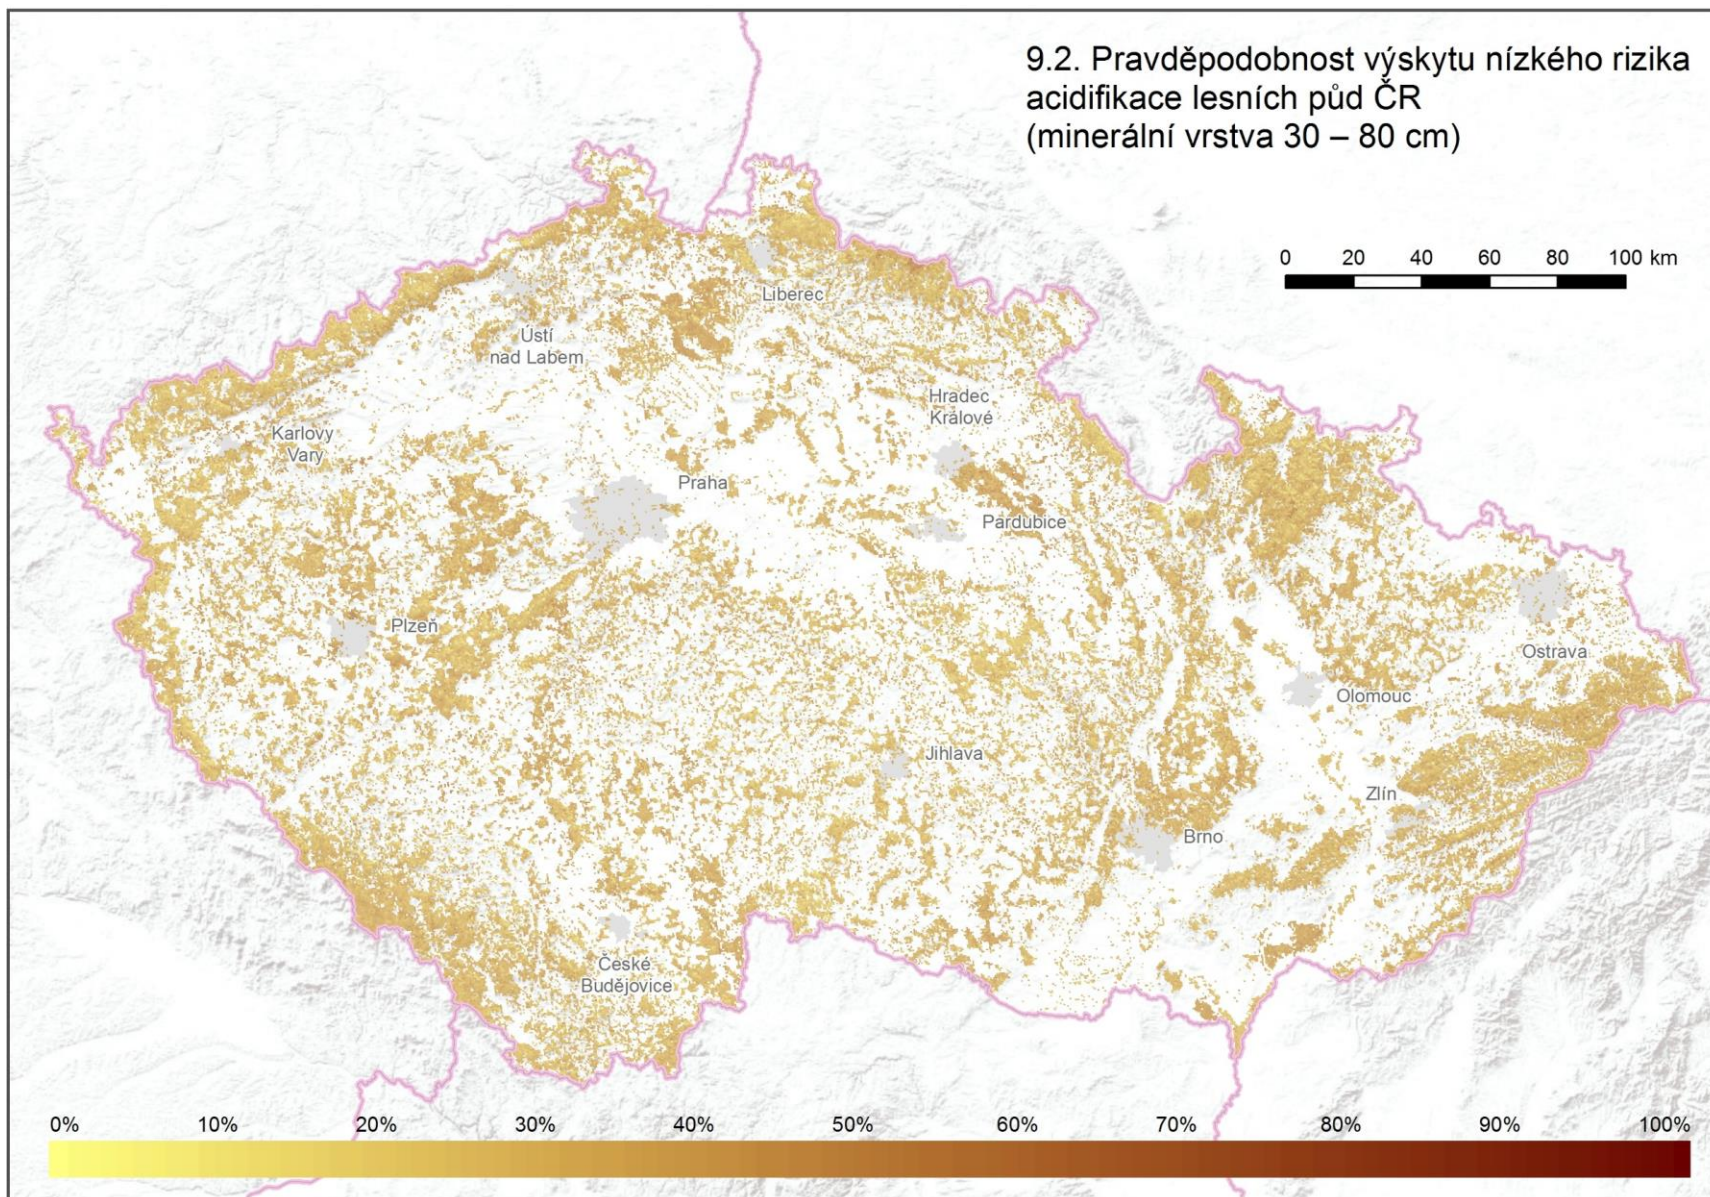 9.2. Pravděpodobnost výskytu nízkého rizika
acidifikace lesních půd ČR
(minerální vrstva 30 – 80 cm)
0 20 40 60 80 100 km
Liberec
Ústí
nad Labem
Hradec
Králové
Karlovy
Vary
Praha
Pardubice
Plzeň
Ostrava
Olomouc
Jihlava
Zlín
Brno
České
Budějovice
0% 10% 20% 30% 40% 50% 60% 70% 80% 90% 100%